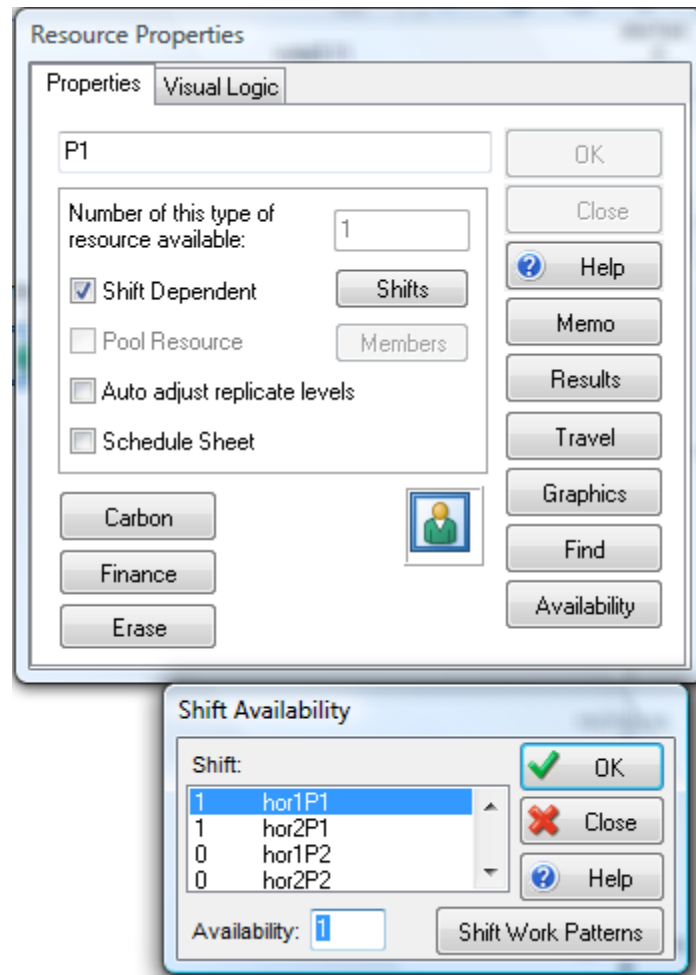 Resource Properties
Properties
Visual Logic
P1
OK
Number of this type of
resource available:
1
Close
Shift Dependent
Shifts
Help
Pool Resource
Members
Memo
Auto adjust replicate levels
Results
Schedule Sheet
Travel
Carbon
Graphics
Finance
Find
Erase
Availability
Shift Availability
Shift:
OK
1 hor1P1
1 hor2P1
Close
0 hor1P2
0 hor2P2
Help
Availability: 1
Shift Work Patterns